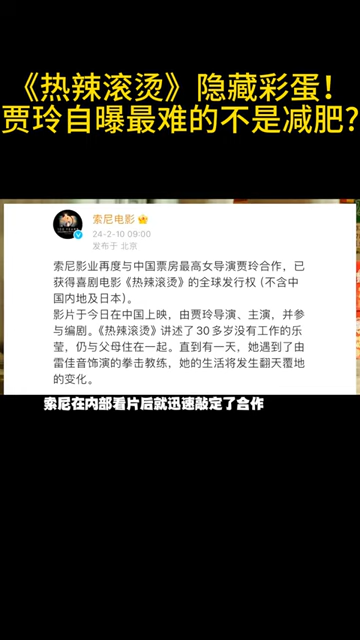 《热辣滚烫》隐藏彩蛋！
贾玲自曝最难的不是减肥?
索尼电影
24-2-10 09:00
发布于 北京
索尼影业再度与中国票房最高女导演贾玲合作，已
获得喜剧电影《热辣滚烫》的全球发行权 (不含中
国内地及日本)。
影片于今日在中国上映，由贾玲导演、主演，并参
与编剧。《热辣滚烫》讲述了 30 多岁没有工作的乐
莹，仍与父母住在一起。直到有一天，她遇到了由
雷佳音饰演的拳击教练，她的生活将发生翻天覆地
的变化。
索尼在内部看片后就迅速敲定了合作